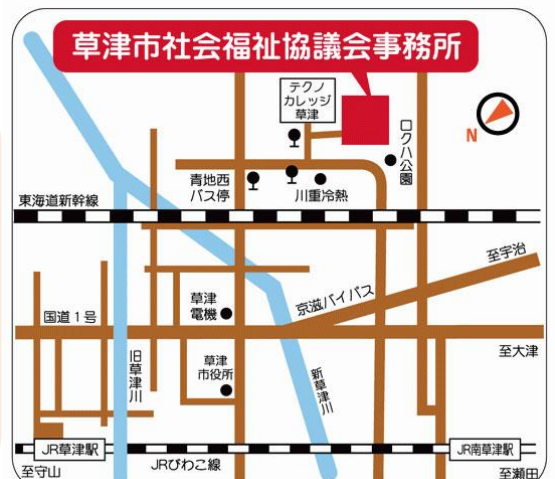 草津市社会福祉協議会事務所
テクノ
カレッジ
草津
N
ロクハ公園
青地西
バス停
川重冷熱
東海道新幹線
至宇治
草津
電機
京滋バイパス
国道1号
至大津
旧草津川
草津
市役所
新草津川
JR草津駅
JR南草津駅
至守山
JRびわこ線
至瀬田